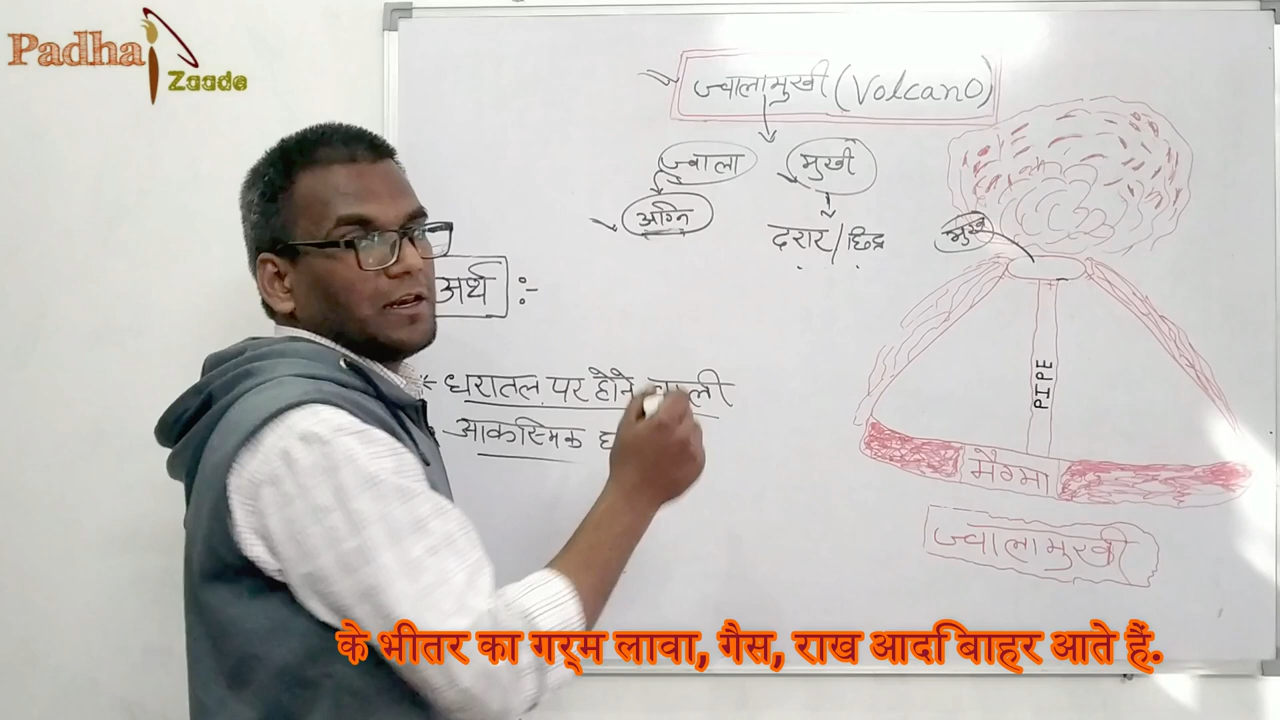 Padhai
Zaade
ज्वालामुखी (Volcano)
ज्वाला मुखी
अग्नि
दरार/छिद्र
मुख
अर्थ :-
:- धरातल पर होने वाली
आकस्मिक घ
PIPE
मैग्मा
ज्वालामुखी
के भीतर का गर्म लावा, गैस, राख आदि बाहर आते हैं.